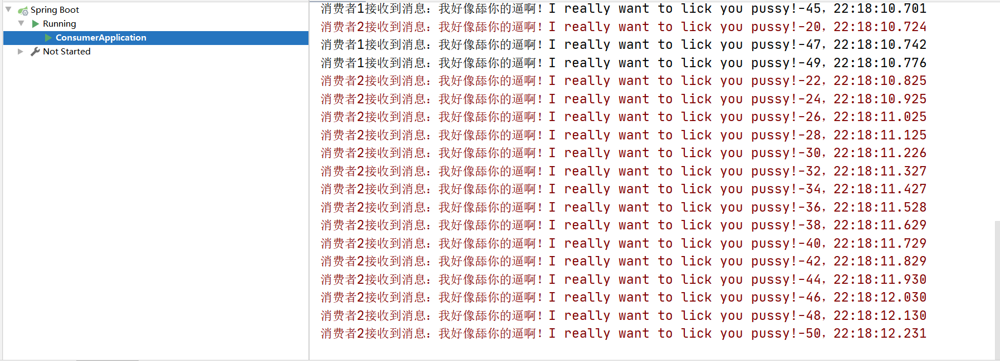 Spring Boot
Running
ConsumerApplication
Not Started
消费者1接收到消息：我好像舔你的逼啊！I really want to lick you pussy!-45，22:18:10.701
消费者2接收到消息：我好像舔你的逼啊！I really want to lick you pussy!-20，22:18:10.724
消费者1接收到消息：我好像舔你的逼啊！I really want to lick you pussy!-47，22:18:10.742
消费者1接收到消息：我好像舔你的逼啊！I really want to lick you pussy!-49，22:18:10.776
消费者2接收到消息：我好像舔你的逼啊！I really want to lick you pussy!-22，22:18:10.825
消费者2接收到消息：我好像舔你的逼啊！I really want to lick you pussy!-24，22:18:10.925
消费者2接收到消息：我好像舔你的逼啊！I really want to lick you pussy!-26，22:18:11.025
消费者2接收到消息：我好像舔你的逼啊！I really want to lick you pussy!-28，22:18:11.125
消费者2接收到消息：我好像舔你的逼啊！I really want to lick you pussy!-30，22:18:11.226
消费者2接收到消息：我好像舔你的逼啊！I really want to lick you pussy!-32，22:18:11.327
消费者2接收到消息：我好像舔你的逼啊！I really want to lick you pussy!-34，22:18:11.427
消费者2接收到消息：我好像舔你的逼啊！I really want to lick you pussy!-36，22:18:11.528
消费者2接收到消息：我好像舔你的逼啊！I really want to lick you pussy!-38，22:18:11.629
消费者2接收到消息：我好像舔你的逼啊！I really want to lick you pussy!-40，22:18:11.729
消费者2接收到消息：我好像舔你的逼啊！I really want to lick you pussy!-42，22:18:11.829
消费者2接收到消息：我好像舔你的逼啊！I really want to lick you pussy!-44，22:18:11.930
消费者2接收到消息：我好像舔你的逼啊！I really want to lick you pussy!-46，22:18:12.030
消费者2接收到消息：我好像舔你的逼啊！I really want to lick you pussy!-48，22:18:12.130
消费者2接收到消息：我好像舔你的逼啊！I really want to lick you pussy!-50，22:18:12.231